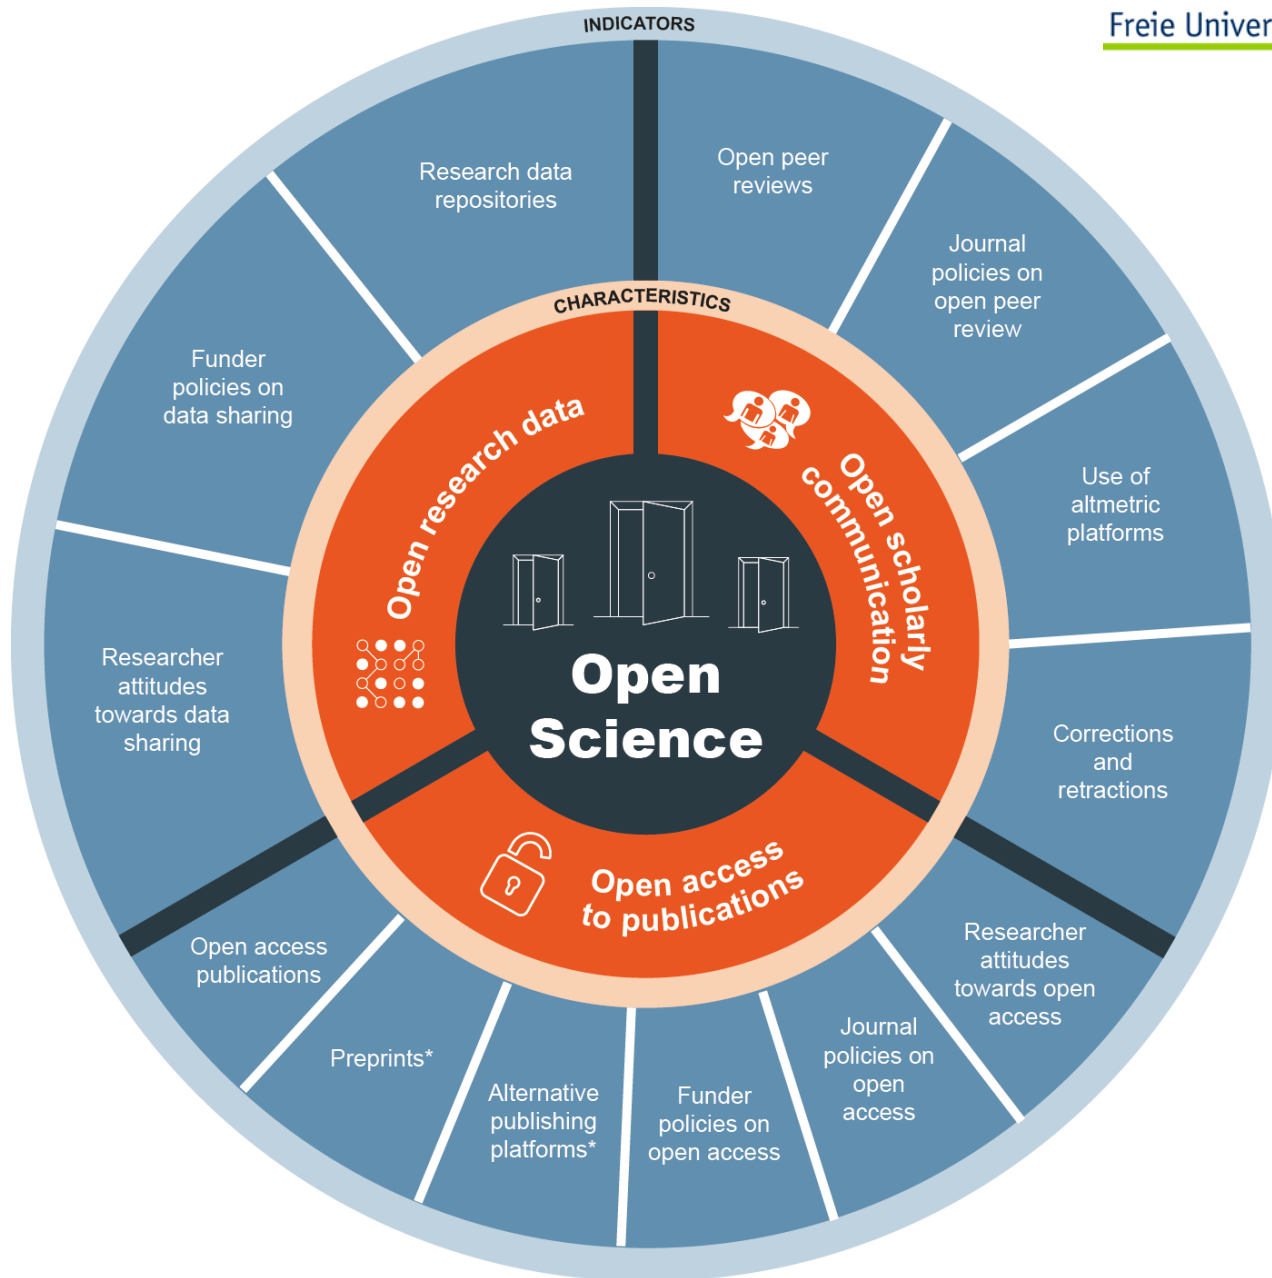 Freie Univer
INDICATORS
Research data
repositories
Open peer
reviews
Journal
policies on
open peer
review
Funder
policies on
data sharing
Use of
altmetric
platforms
Researcher
attitudes
towards data
sharing
Corrections
and
retractions
CHARACTERISTICS
Open research data
Open scholarly
communication
Open
Science
Open access
to publications
Open access
publications
Preprints*
Alternative
publishing
platforms*
Funder
policies on
open access
Journal
policies on
open
access
Researcher
attitudes
towards open
access